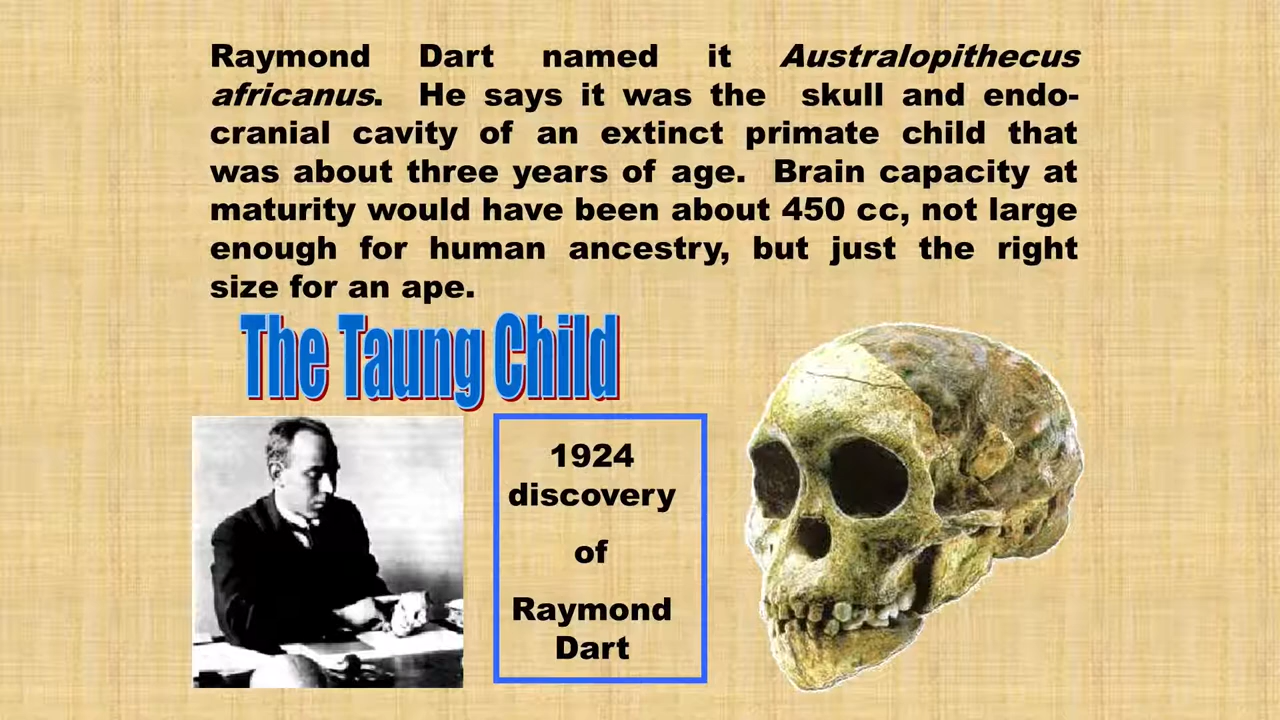 Raymond Dart named it Australopithecus
africanus. He says it was the skull and endo-
cranial cavity of an extinct primate child that
was about three years of age. Brain capacity at
maturity would have been about 450 cc, not large
enough for human ancestry, but just the right
size for an ape.
The Taung Child
1924
discovery
of
Raymond
Dart